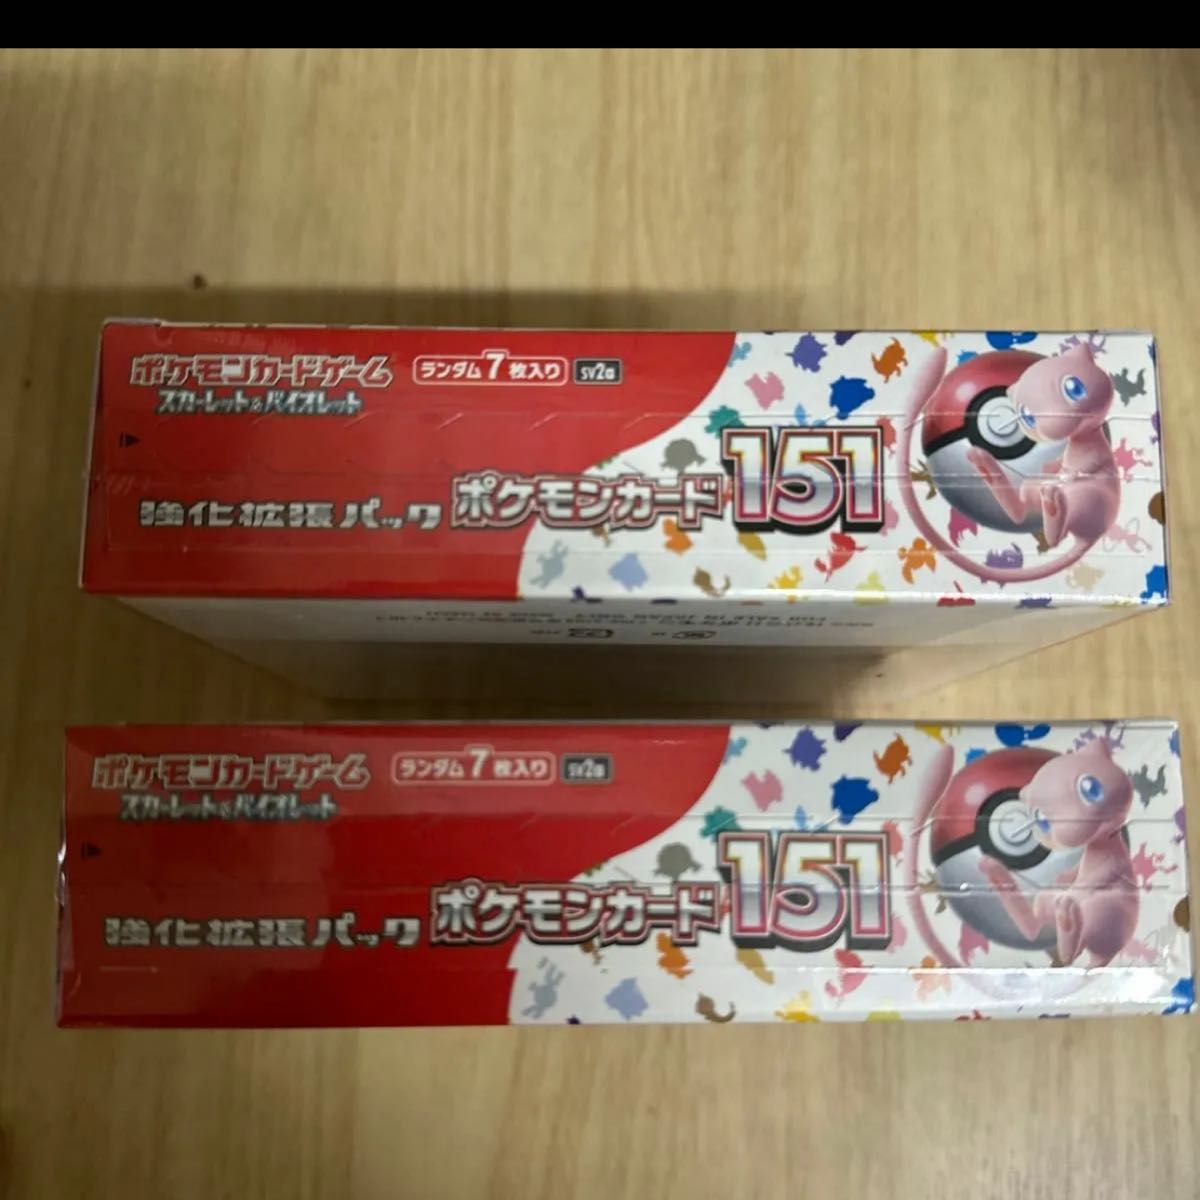 ポケモンカードゲーム
スカーレット&バイオレット
ランダム7枚入り
sv2a
強化拡張パック
ポケモンカード151
FOR SALE IN JAPAN ONLY
ポケモンカードゲーム
スカーレット&バイオレット
ランダム7枚入り
sv2a
強化拡張パック
ポケモンカード151